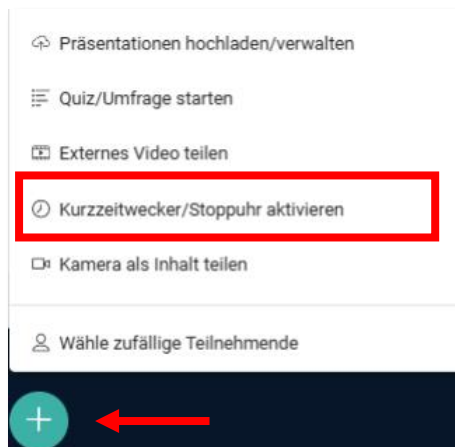 Präsentationen hochladen/verwalten
Quiz/Umfrage starten
Externes Video teilen
Kurzzeitwecker/Stoppuhr aktivieren
Kamera als Inhalt teilen
Wähle zufällige Teilnehmende